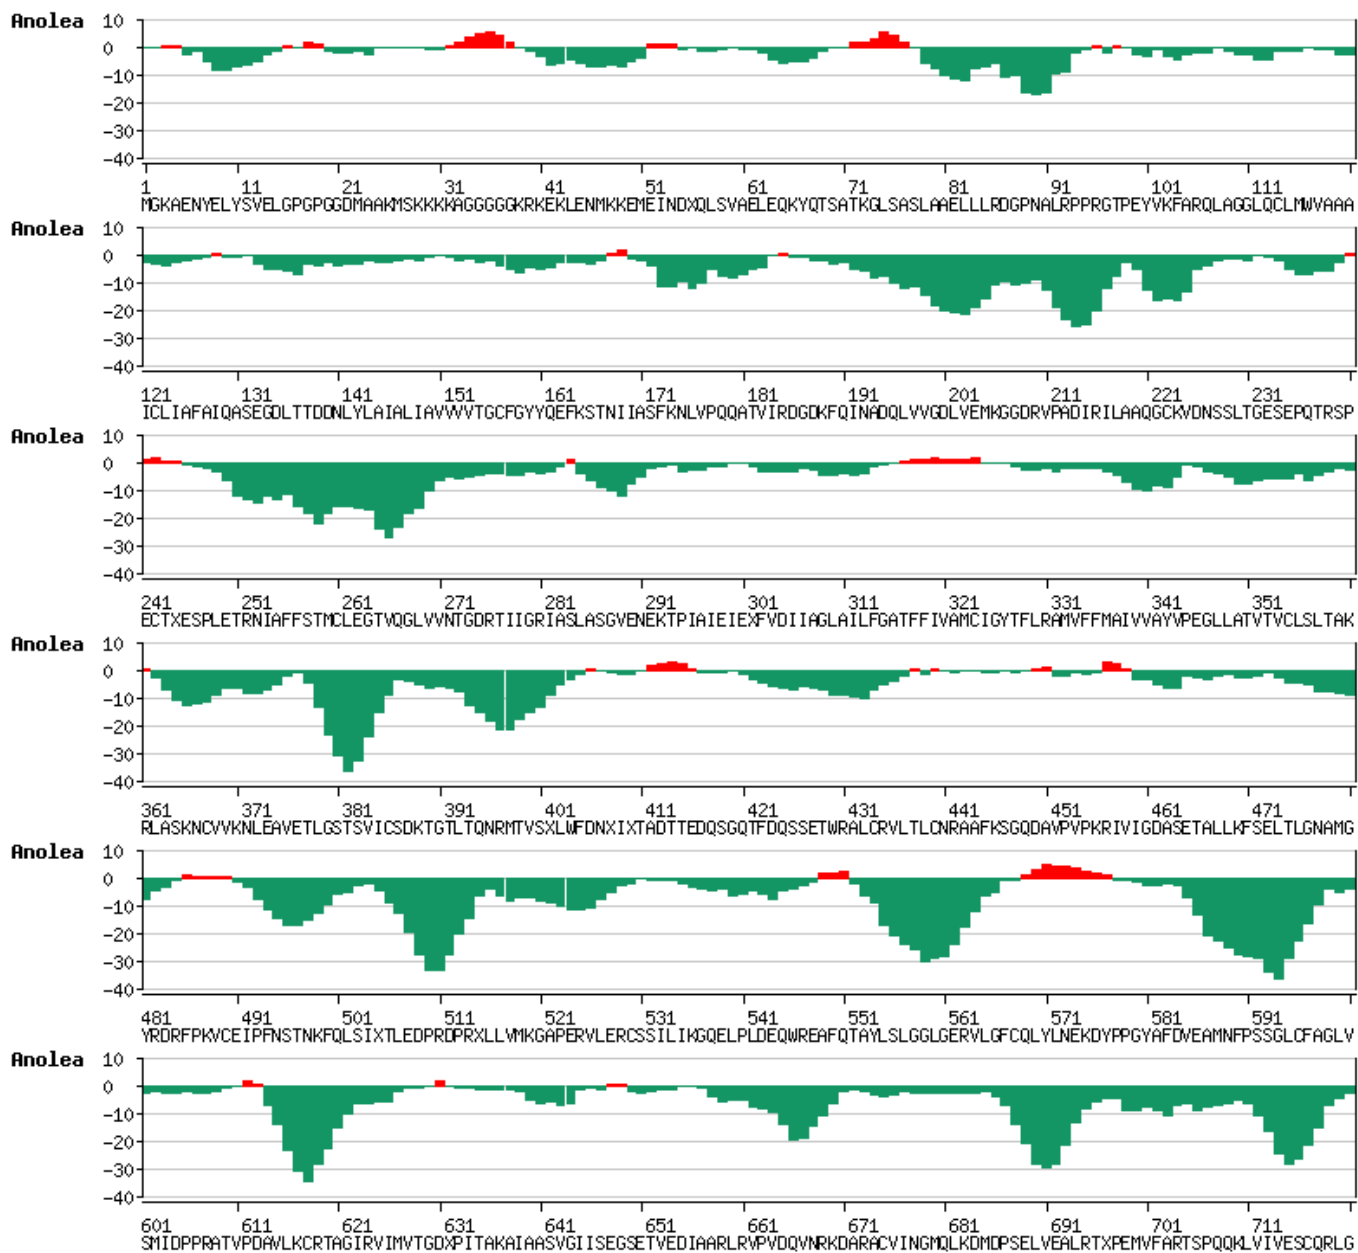 Anolea 10
0
-10
-20
-30
-40
1 11 21 31 41 51 61 71 81 91 101 111
MGKAENYELYSVELGPGPGGDMAAKMSKKKKAGGGGGKRKEKLENMKKEMEINDXQLSVAELEQKYQTSATKGLSASLAAELLLRDGPNALRPPRGTPEYVKFARQLAGGLQCLMWVAAA
Anolea 10
0
-10
-20
-30
-40
121 131 141 151 161 171 181 191 201 211 221 231
ICLIAFAIQASEGDLTTDDNLYLAIALIAVVVVTGCFGYYQEFKSTNIIASFKNLVPQQATVIRDGDKFQINADQLVVGDLVEMKGGDRVPADIRILAAQGCKVDNSSLTGESEPQTRSP
Anolea 10
0
-10
-20
-30
-40
241 251 261 271 281 291 301 311 321 331 341 351
ECTXESPLETRNIAFFSTMCLEGTVQGLVVNTGDRTIIGRIASLASGVENEKTPIAIEIEXFVDIIAGLAILFGATFFIVAMCIGYTFLRAMVFFMAIVVAYVPEGLLATVTVCLSLTAK
Anolea 10
0
-10
-20
-30
-40
361 371 381 391 401 411 421 431 441 451 461 471
RLASKNCVVKNLEAVETLGSTSVICSDKTGTLTQNRMTVSXLWFDNXIXTADTTEDQSGQTFDQSSETWRALCRVLTLCNRAAFKSGQDAVPVPKRIVIGDASETALLKFSELTLGNAMG
Anolea 10
0
-10
-20
-30
-40
481 491 501 511 521 531 541 551 561 571 581 591
YRDRFPKVCEIPFNSTNKFQLSIXTLEDPRDPRXLLVMKGAPERVLERCSSILIKGQELPLDEQWREAFQTAYLSLGGLGERVLGFCQLYLNEKDYPPGYAFDVEAMNFPSSGLCFAGLV
Anolea 10
0
-10
-20
-30
-40
601 611 621 631 641 651 661 671 681 691 701 711
SMIDPPRATVPDAVLKCRTAGIRVIMVTGDXPITAKAIAASVGIISEGSETVEDIAARLRVPVDQVNRKDARACVINGMQLKDMDPSELVEALRTXPEMVFARTSPQQKLVIVESCQRLG